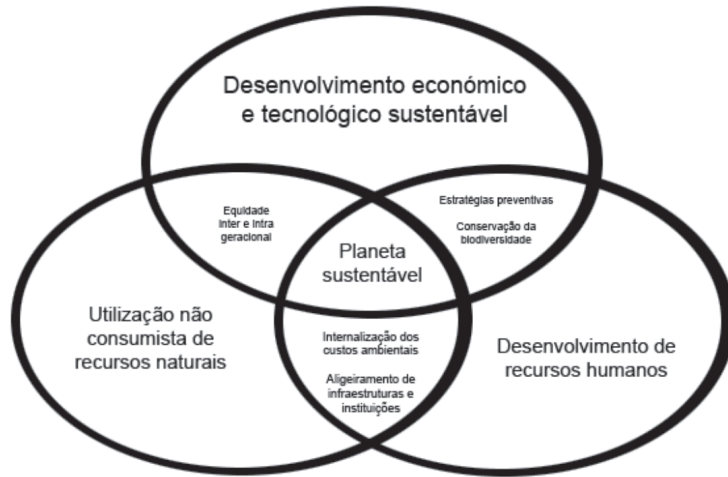 Desenvolvimento económico
e tecnológico sustentável
Equidade
Inter e Intra
geracional
Estratégias preventivas
Conservação da
biodiversidade
Planeta
sustentável
Utilização não
consumista de
recursos naturais
Internalização dos
custos ambientais
Aligeiramento de
infraestruturas e
instituições
Desenvolvimento de
recursos humanos